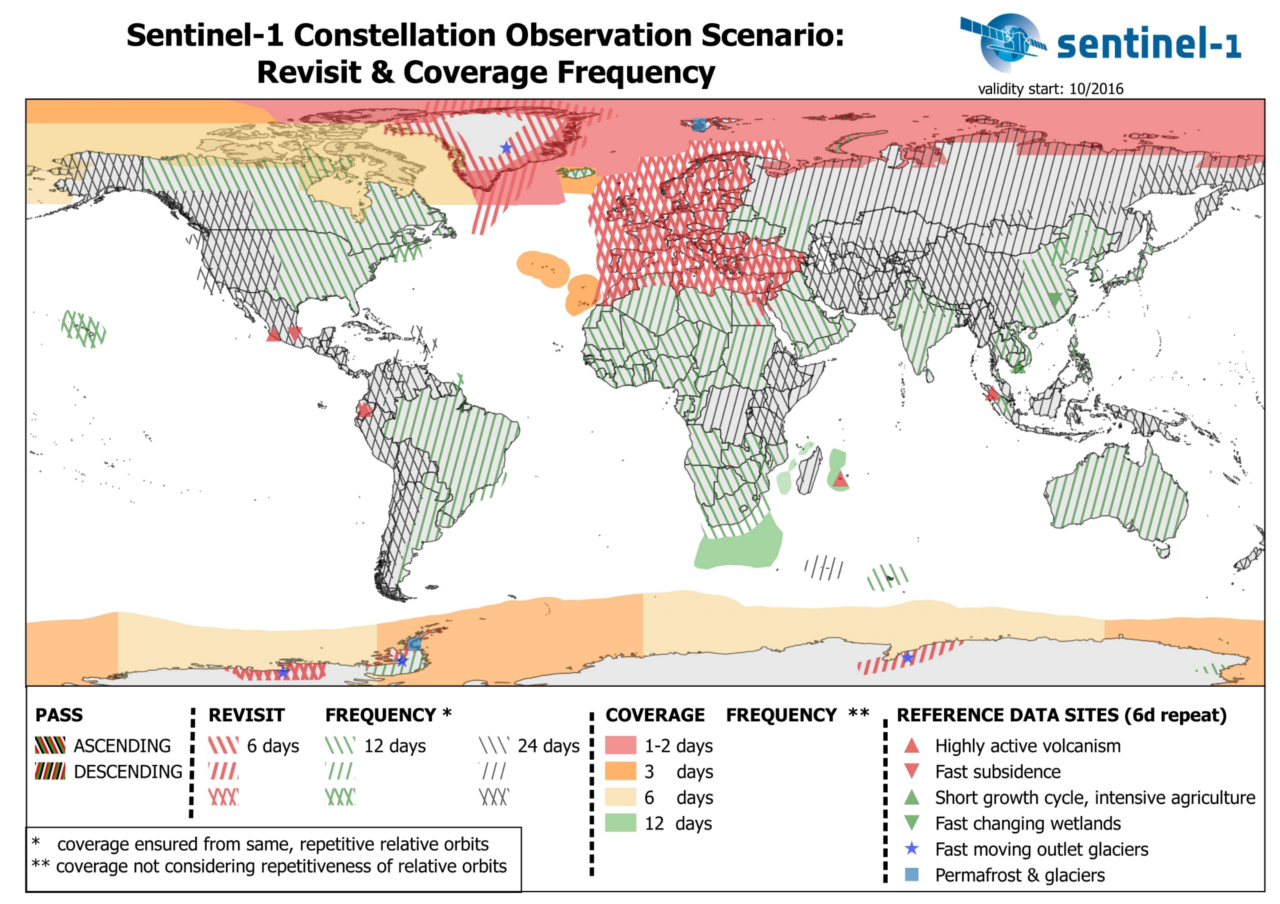 Sentinel-1 Constellation Observation Scenario:
Revisit & Coverage Frequency
sentinel-1
validity start: 10/2016
PASS
ASCENDING
DESCENDING
REVISIT FREQUENCY *
6 days 12 days 24 days
COVERAGE FREQUENCY **
1-2 days
3 days
6 days
12 days
REFERENCE DATA SITES (6d repeat)
Highly active volcanism
Fast subsidence
Short growth cycle, intensive agriculture
Fast changing wetlands
Fast moving outlet glaciers
Permafrost & glaciers
* coverage ensured from same, repetitive relative orbits
** coverage not considering repetitiveness of relative orbits